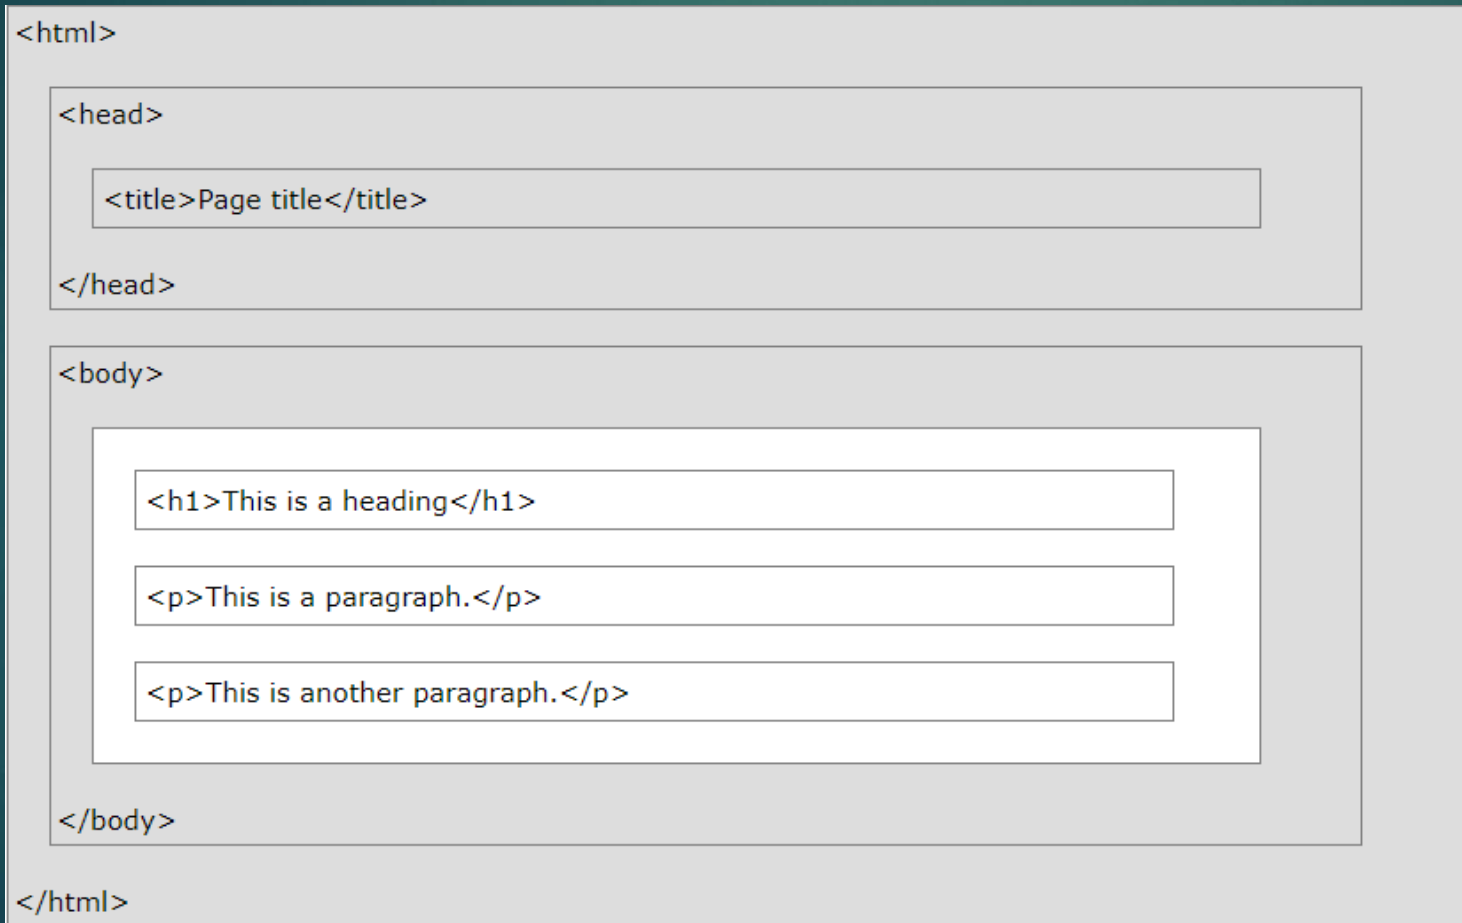 <html>
<head>
<title>Page title</title>
</head>
<body>
<h1>This is a heading</h1>
<p>This is a paragraph.</p>
<p>This is another paragraph.</p>
</body>
</html>